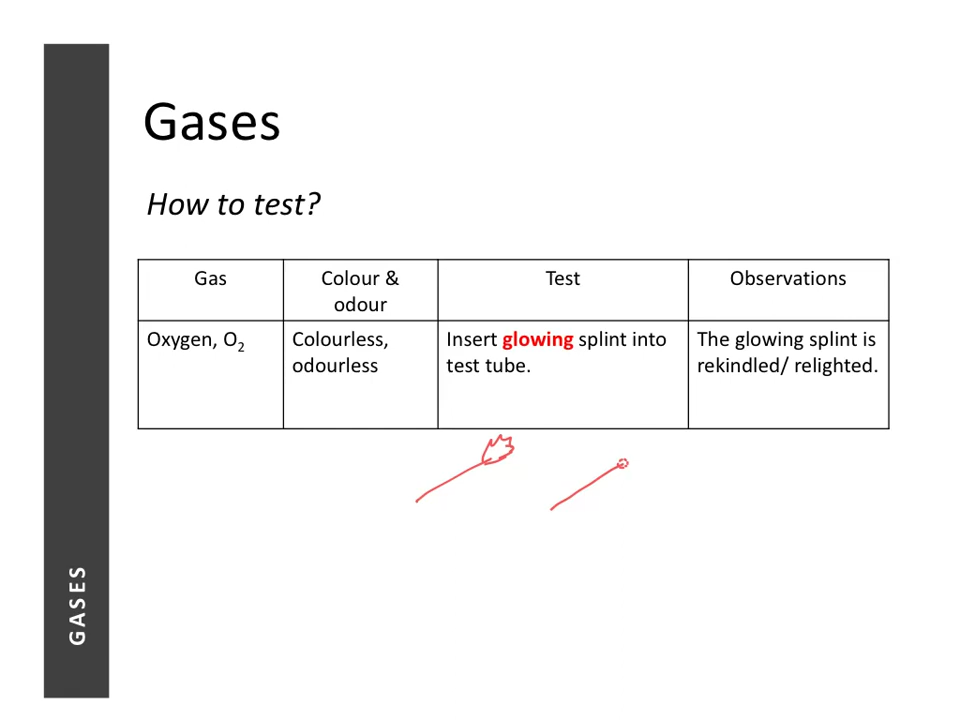 Gases
How to test?
Gas
Colour &
odour
Test
Observations
Oxygen, O2
Colourless,
odourless
Insert glowing splint into
test tube.
The glowing splint is
rekindled/ relighted.
GASES